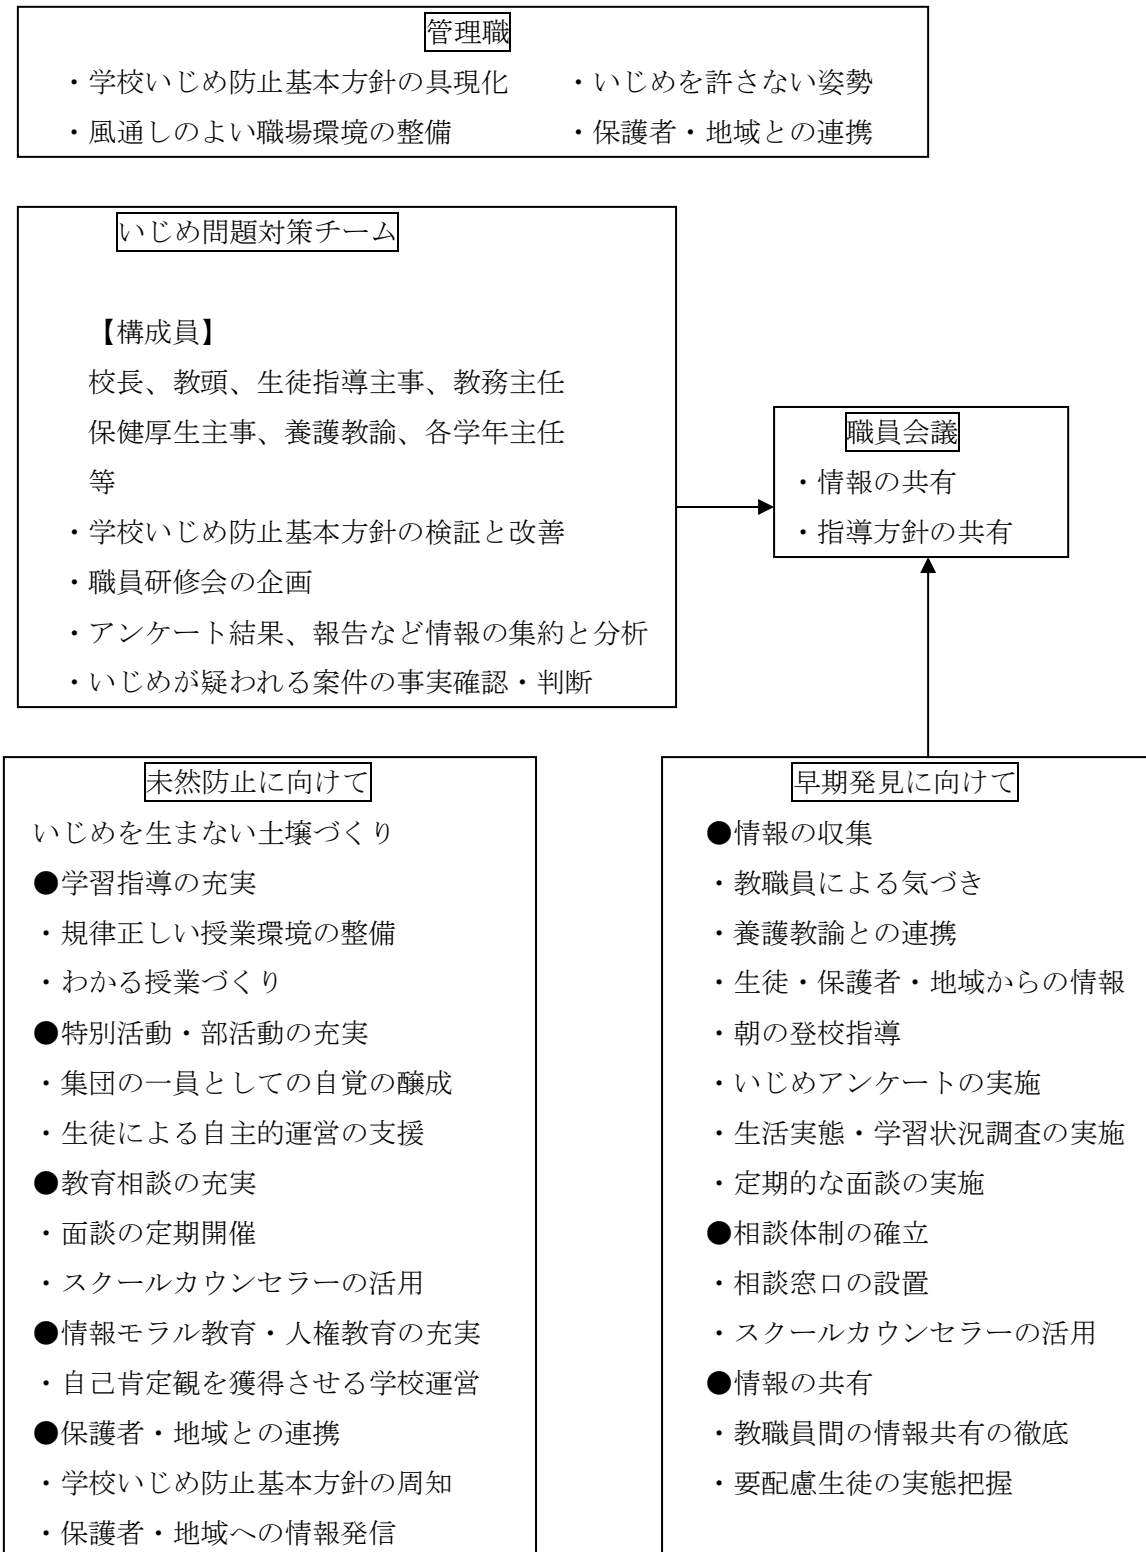 管理職
・学校いじめ防止基本方針の具現化　　・いじめを許さない姿勢
・風通しのよい職場環境の整備　　　　・保護者・地域との連携
いじめ問題対策チーム
【構成員】
校長、教頭、生徒指導主事、教務主任
保健厚生主事、養護教諭、各学年主任
等
・学校いじめ防止基本方針の検証と改善
・職員研修会の企画
・アンケート結果、報告など情報の集約と分析
・いじめが疑われる案件の事実確認・判断
職員会議
・情報の共有
・指導方針の共有
未然防止に向けて
いじめを生まない土壌づくり
●学習指導の充実
・規律正しい授業環境の整備
・わかる授業づくり
●特別活動・部活動の充実
・集団の一員としての自覚の醸成
・生徒による自主的運営の支援
●教育相談の充実
・面談の定期開催
・スクールカウンセラーの活用
●情報モラル教育・人権教育の充実
・自己肯定観を獲得させる学校運営
●保護者・地域との連携
・学校いじめ防止基本方針の周知
・保護者・地域への情報発信
早期発見に向けて
●情報の収集
・教職員による気づき
・養護教諭との連携
・生徒・保護者・地域からの情報
・朝の登校指導
・いじめアンケートの実施
・生活実態・学習状況調査の実施
・定期的な面談の実施
●相談体制の確立
・相談窓口の設置
・スクールカウンセラーの活用
●情報の共有
・教職員間の情報共有の徹底
・要配慮生徒の実態把握